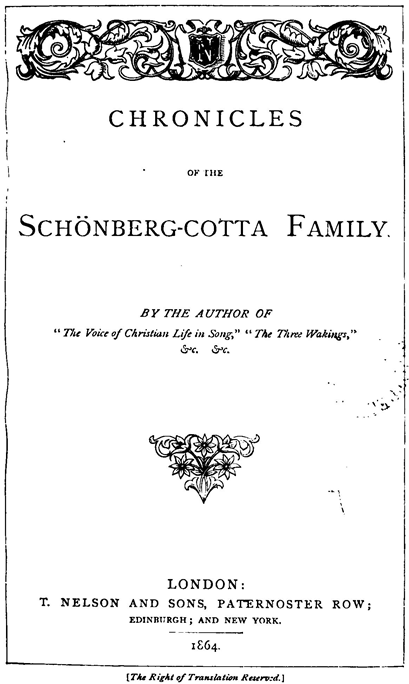 CHRONICLES
OF THE
SCHÖNBERG-COTTA FAMILY.
BY THE AUTHOR OF
"The Voice of Christian Life in Song," "The Three Wakings,"
&c. &c.
LONDON:
T. NELSON AND SONS, PATERNOSTER ROW;
EDINBURGH; AND NEW YORK.
1864.
[The Right of Translation Reserved.]